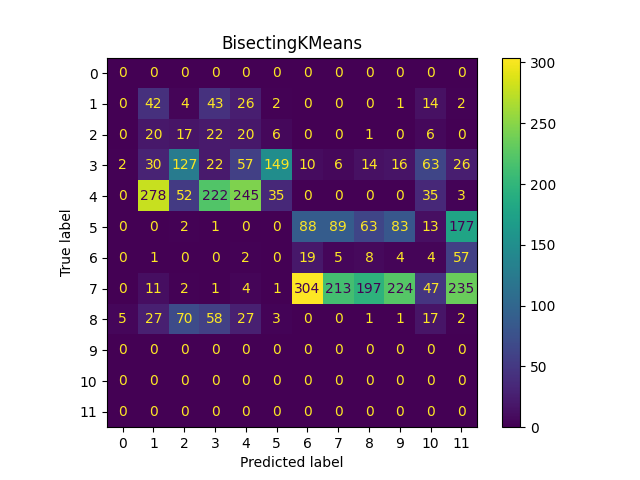 BisectingKMeans
0 0 0 0 0 0 0 0 0 0 0 0 0
1 0 42 4 43 26 2 0 0 0 1 14 2
2 0 20 17 22 20 6 0 0 1 0 6 0
3 2 30 127 22 57 149 10 6 14 16 63 26
4 0 278 52 222 245 35 0 0 0 0 35 3
5 0 0 2 1 0 0 88 89 63 83 13 177
6 0 1 0 0 2 0 19 5 8 4 4 57
7 0 11 2 1 4 1 304 213 197 224 47 235
8 5 27 70 58 27 3 0 0 1 1 17 2
9 0 0 0 0 0 0 0 0 0 0 0 0
10 0 0 0 0 0 0 0 0 0 0 0 0
11 0 0 0 0 0 0 0 0 0 0 0 0
0 1 2 3 4 5 6 7 8 9 10 11
Predicted label
True label
300
250
200
150
100
50
0